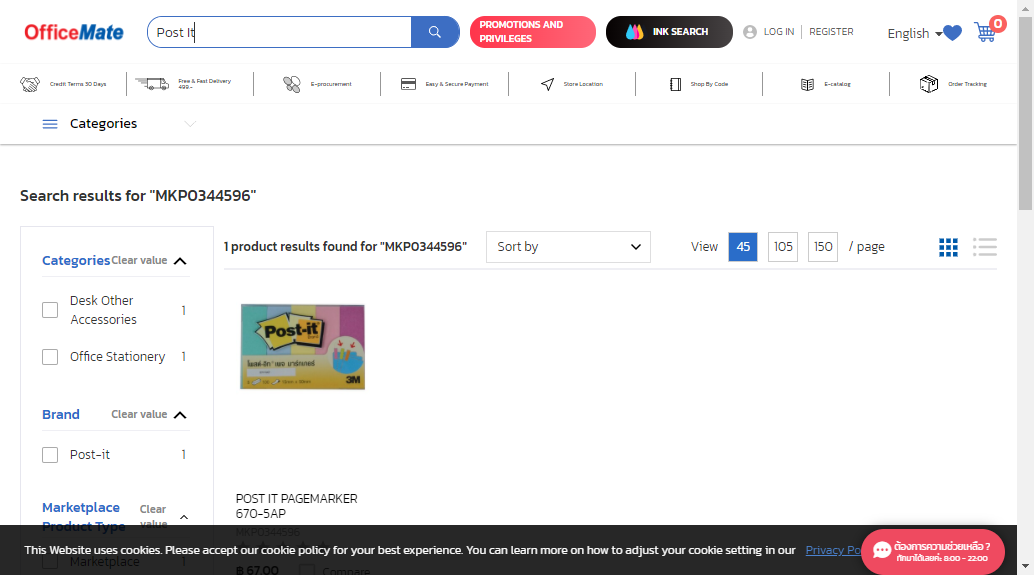 OfficeMate
Post It
PROMOTIONS AND
PRIVILEGES
INK SEARCH
LOG IN
REGISTER
English
0
Credit Terms 30 Days
Free & Fast Delivery
499.-
E-procurement
Easy & Secure Payment
Store Location
Shop By Code
E-catalog
Order Tracking
Categories
Search results for "MKP0344596"
Categories
Clear value
Desk Other
Accessories
1
Office Stationery
1
Brand
Clear value
Post-it
1
Marketplace
Product Type
Clear
value
Marketplace
1
1 product results found for "MKP0344596"
Sort by
View
45
105
150
/ page
Post-it
3M
POST IT PAGEMARKER
670-5AP
MKP0344596
฿ 67.00
Compare
This Website uses cookies. Please accept our cookie policy for your best experience. You can learn more on how to adjust your cookie setting in our Privacy Po
ต้องการความช่วยเหลือ ?
ทักมาได้เลยค่ะ 8:00 - 22:00